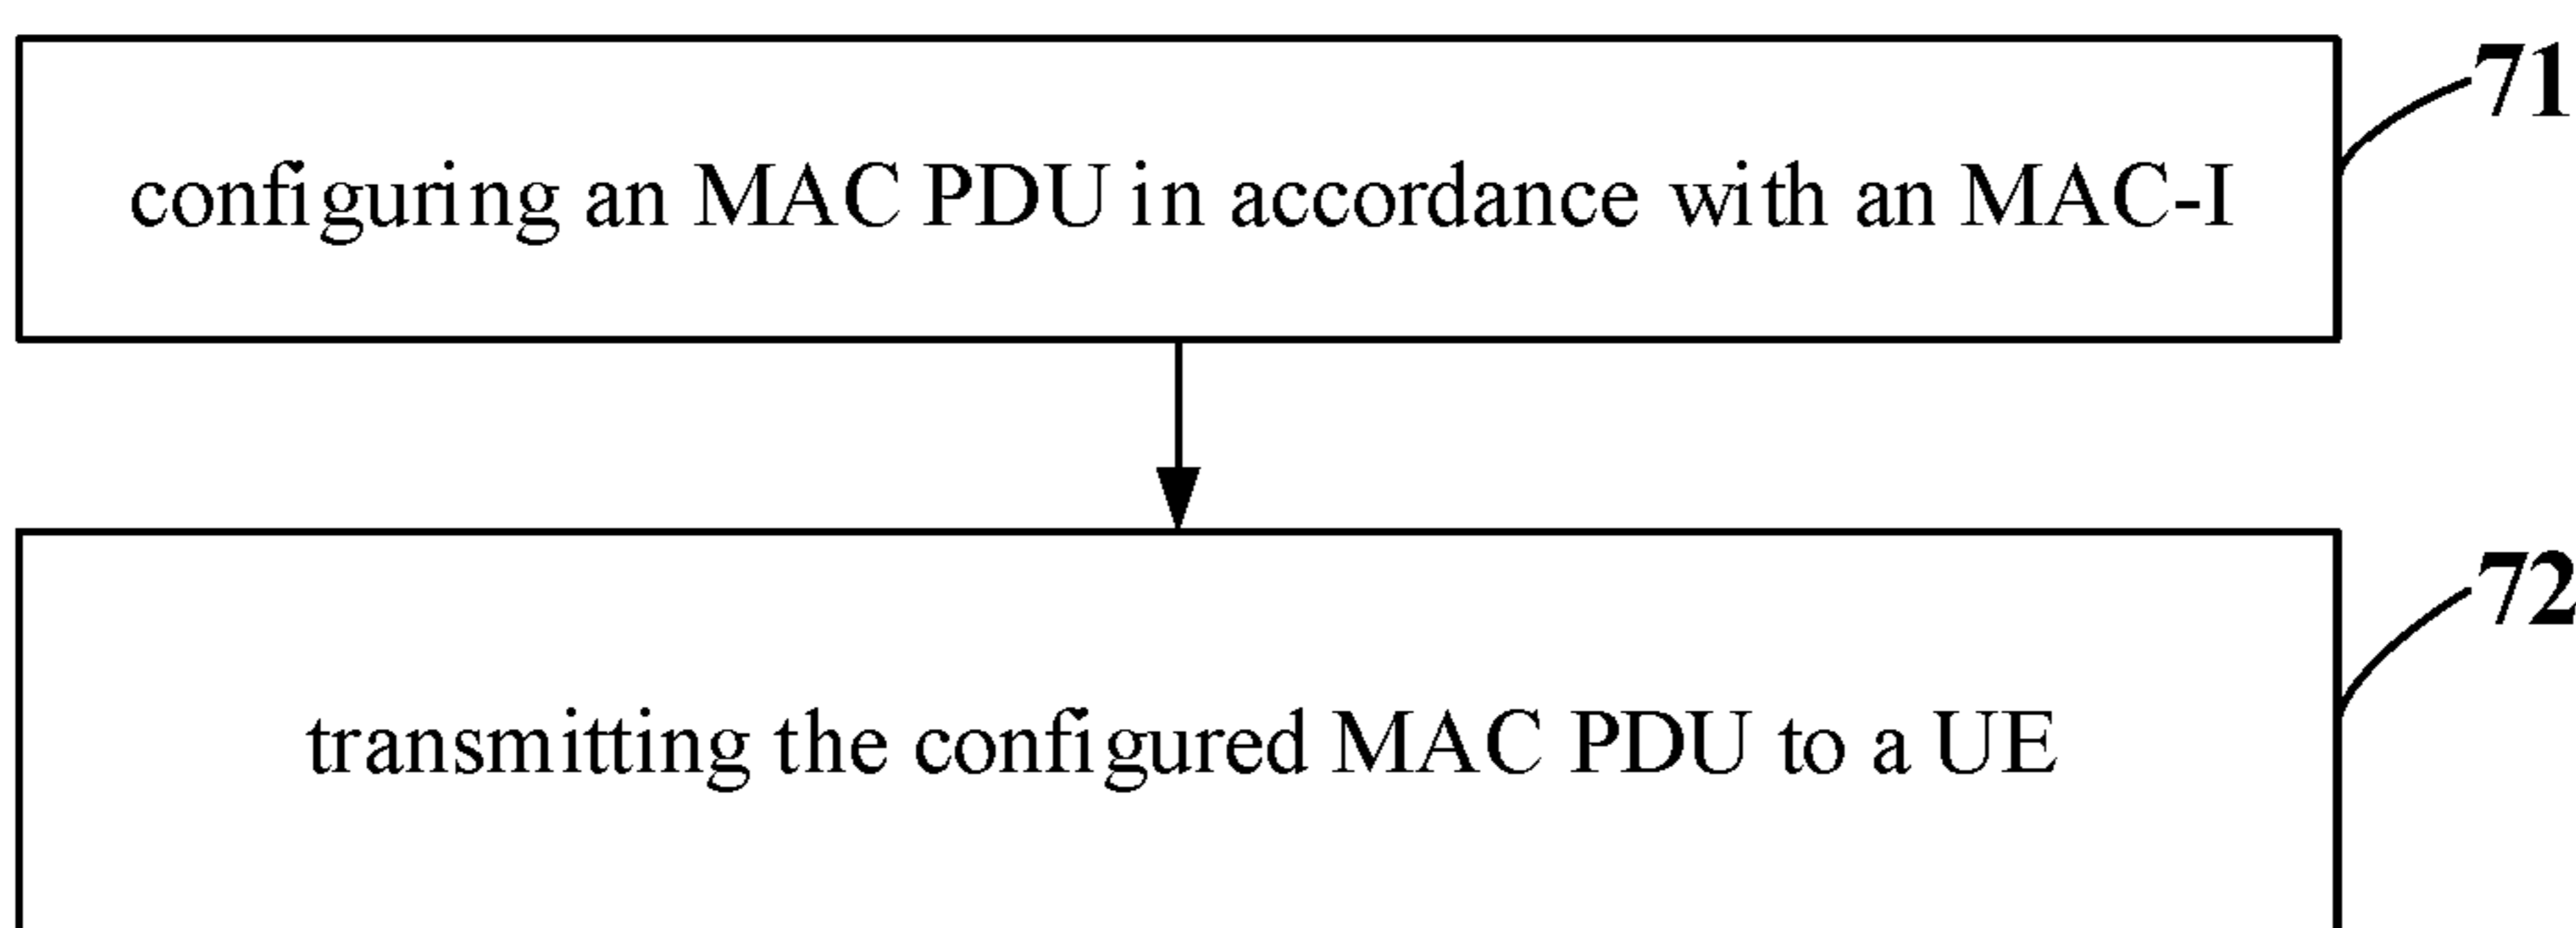 71
configuring an MAC PDU in accordance with an MAC-I
72
transmitting the configured MAC PDU to a UE